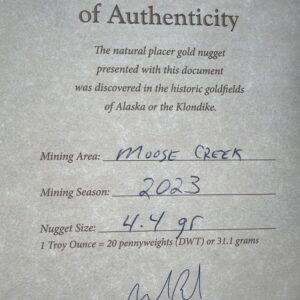 of Authenticity
The natural placer gold nugget
presented with this document
was discovered in the historic goldfields
of Alaska or the Klondike.
Mining Area: MOOSE CREEK
Mining Season: 2023
Nugget Size: 4.4 gr
1 Troy Ounce = 20 pennyweights (DWT) or 31.1 grams